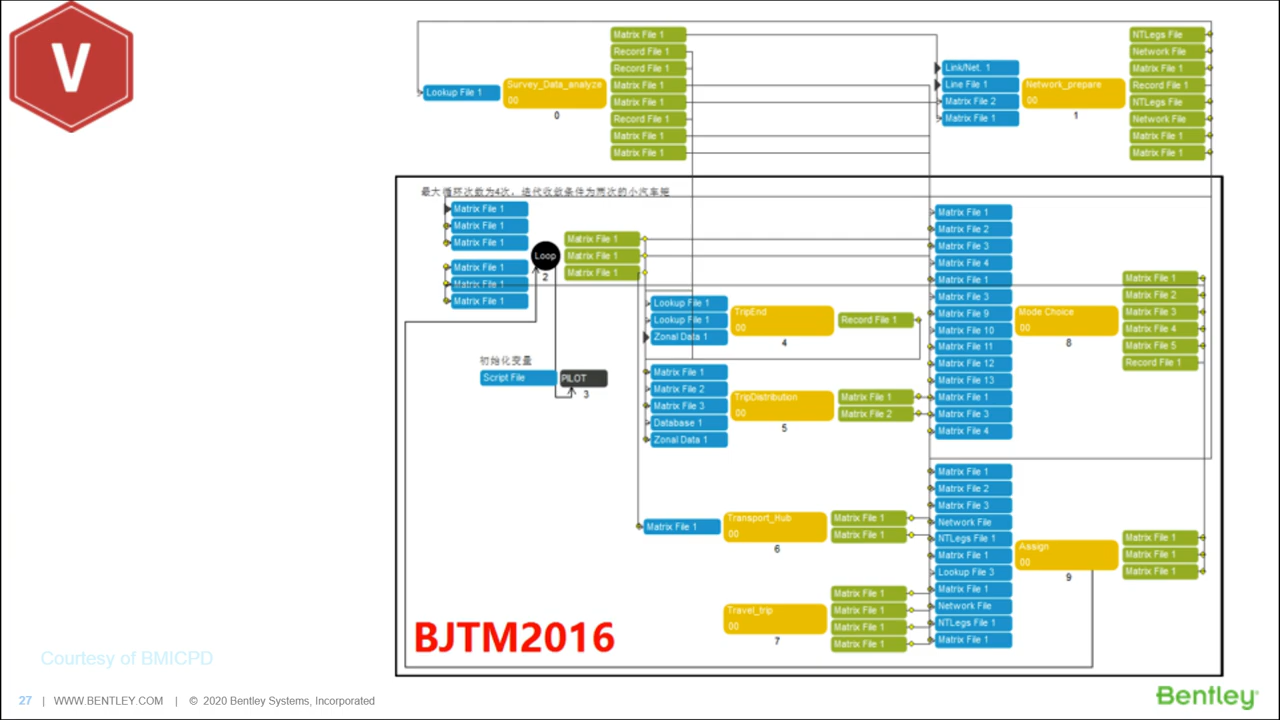 V
Lookup File 1
Survey_Data_analyze
00
0
Matrix File 1
Record File 1
Record File 1
Matrix File 1
Matrix File 1
Record File 1
Matrix File 1
Matrix File 1
Link/Net. 1
Line File 1
Matrix File 2
Matrix File 1
Network_prepare
00
1
NTLegs File
Network File
Matrix File 1
Record File 1
NTLegs File
Network File
Matrix File 1
Matrix File 1
最大循环次数为4次，迭代收敛条件为两次的小汽车
Matrix File 1
Matrix File 1
Matrix File 1
Matrix File 1
Matrix File 1
Matrix File 1
Loop
2
Matrix File 1
Matrix File 1
Matrix File 1
初始化变量
Script File
PILOT
3
Lookup File 1
Lookup File 1
Zonal Data 1
TripEnd
00
4
Record File 1
Matrix File 1
Matrix File 2
Matrix File 3
Database 1
Zonal Data 1
TripDistribution
00
5
Matrix File 1
Matrix File 2
Matrix File 1
Transport_Hub
00
6
Matrix File 1
Matrix File 1
Travel_trip
00
7
Matrix File 1
Matrix File 1
Matrix File 1
Matrix File 1
Matrix File 1
Matrix File 2
Matrix File 3
Matrix File 4
Matrix File 1
Matrix File 3
Matrix File 9
Matrix File 10
Matrix File 11
Matrix File 12
Matrix File 13
Matrix File 1
Matrix File 3
Matrix File 4
Mode Choice
00
8
Matrix File 1
Matrix File 2
Matrix File 3
Matrix File 4
Matrix File 5
Record File 1
Matrix File 1
Matrix File 2
Matrix File 3
Network File
NTLegs File 1
Matrix File 1
Lookup File 3
Matrix File 1
Network File
NTLegs File 1
Matrix File 1
Assign
00
9
Matrix File 1
Matrix File 1
Matrix File 1
BJTM2016
Courtesy of BMICPD
27 | WWW.BENTLEY.COM | © 2020 Bentley Systems, Incorporated
Bentley